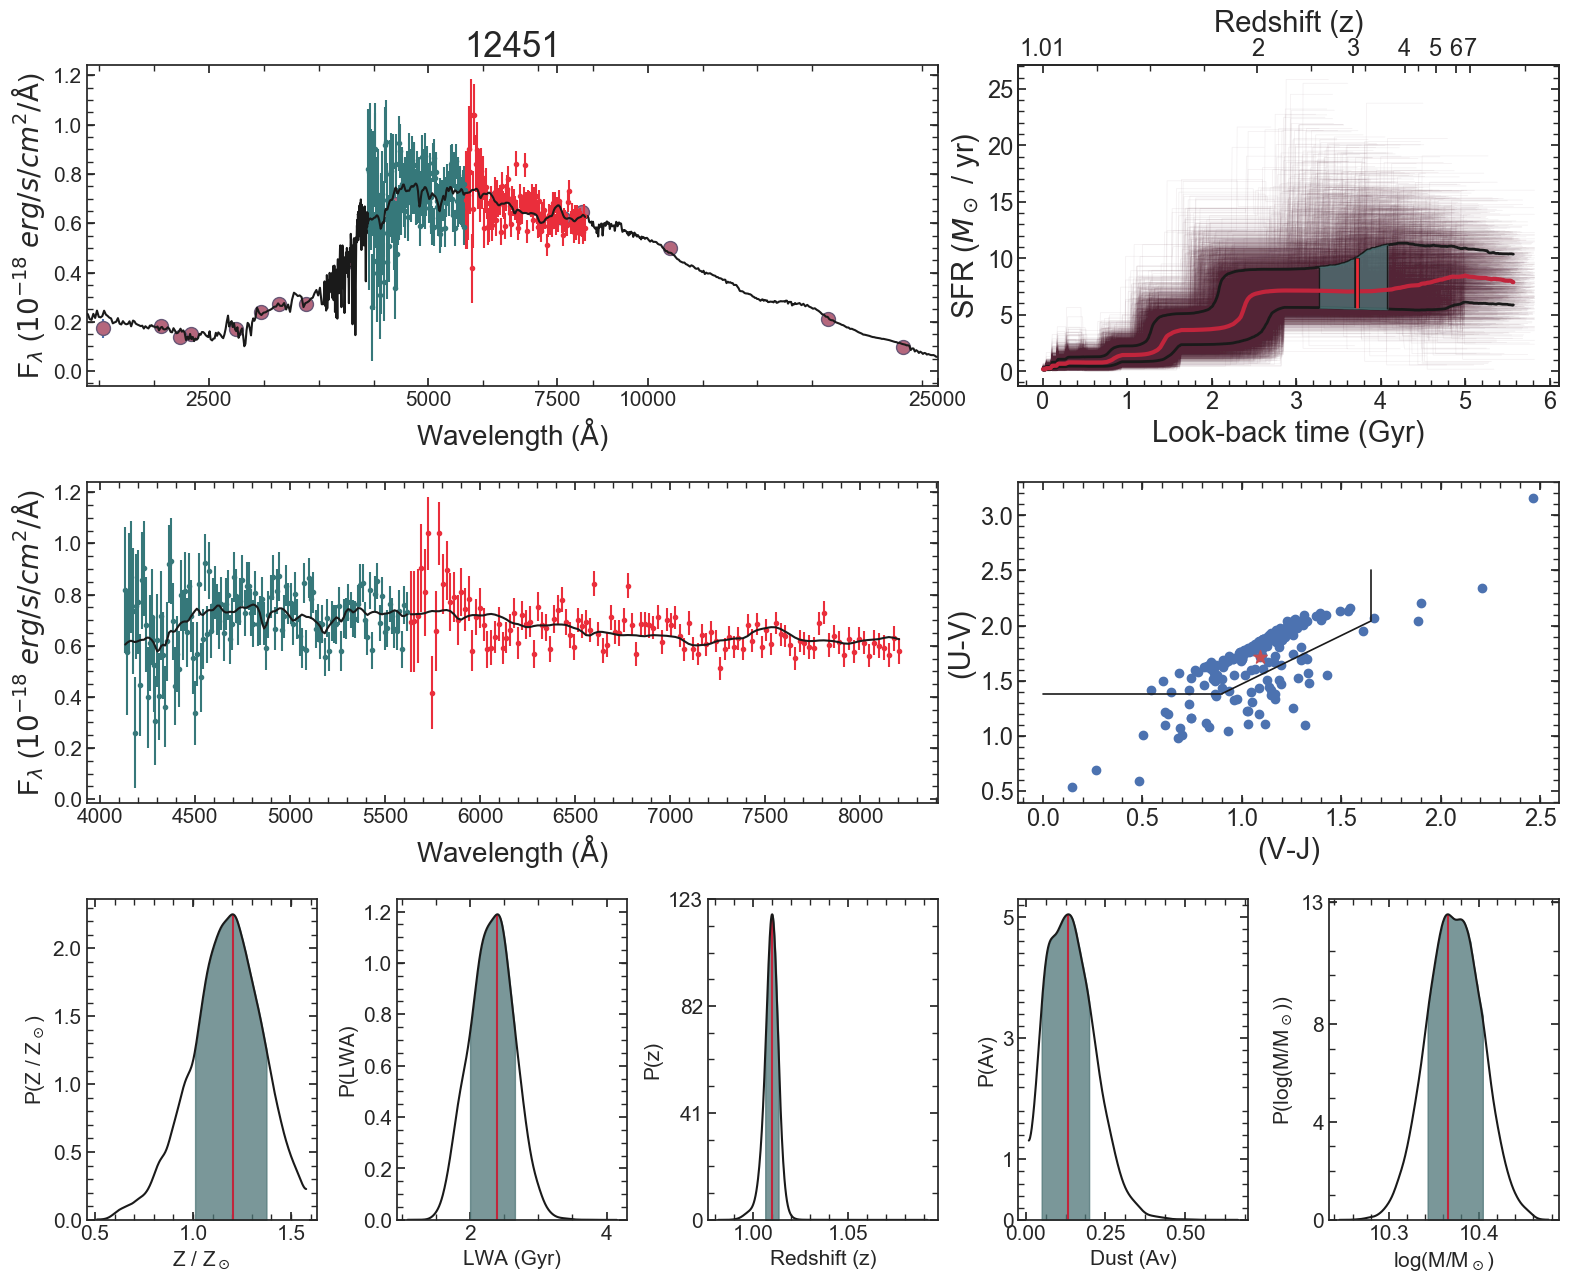 12451
Redshift (z)
1.01 2 3 4 5 6 7
1.2
1.0
0.8
0.6
0.4
0.2
0.0
F_λ (10^−18 erg/s/cm^2/Å)
2500 5000 7500 10000 25000
Wavelength (Å)
25
20
15
10
5
0
SFR (M_⊙ / yr)
0 1 2 3 4 5 6
Look-back time (Gyr)
1.2
1.0
0.8
0.6
0.4
0.2
0.0
F_λ (10^−18 erg/s/cm^2/Å)
4000 4500 5000 5500 6000 6500 7000 7500 8000
Wavelength (Å)
3.0
2.5
2.0
1.5
1.0
0.5
(U-V)
0.0 0.5 1.0 1.5 2.0 2.5
(V-J)
2.0
1.5
1.0
0.5
0.0
P(Z / Z_⊙)
0.5 1.0 1.5
Z / Z_⊙
1.2
1.0
0.8
0.6
0.4
0.2
0.0
P(LWA)
2 4
LWA (Gyr)
123
82
41
0
P(z)
1.00 1.05
Redshift (z)
5
3
1
0
P(Av)
0.00 0.25 0.50
Dust (Av)
13
8
4
0
P(log(M/M_⊙))
10.3 10.4
log(M/M_⊙)